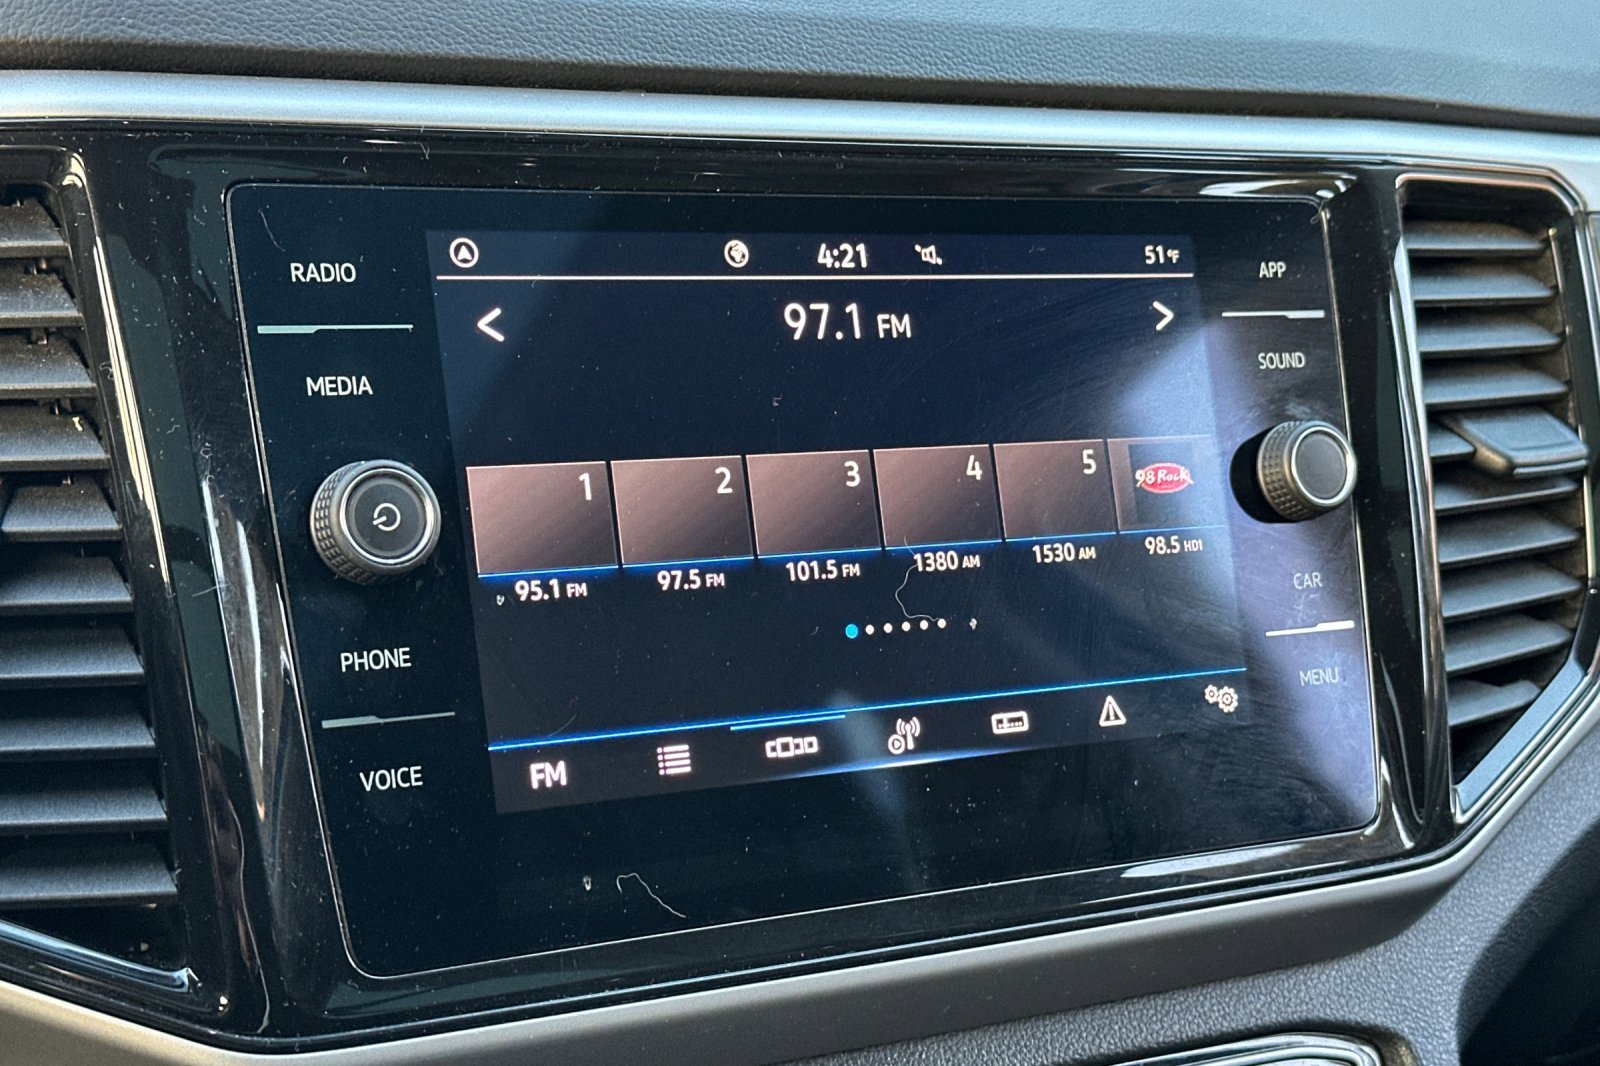 RADIO
MEDIA
PHONE
VOICE
4:21
51°F
97.1 FM
1
2
3
4
5
98 Rock
95.1 FM
97.5 FM
101.5 FM
1380 AM
1530 AM
98.5 HD1
FM
APP
SOUND
CAR
MENU